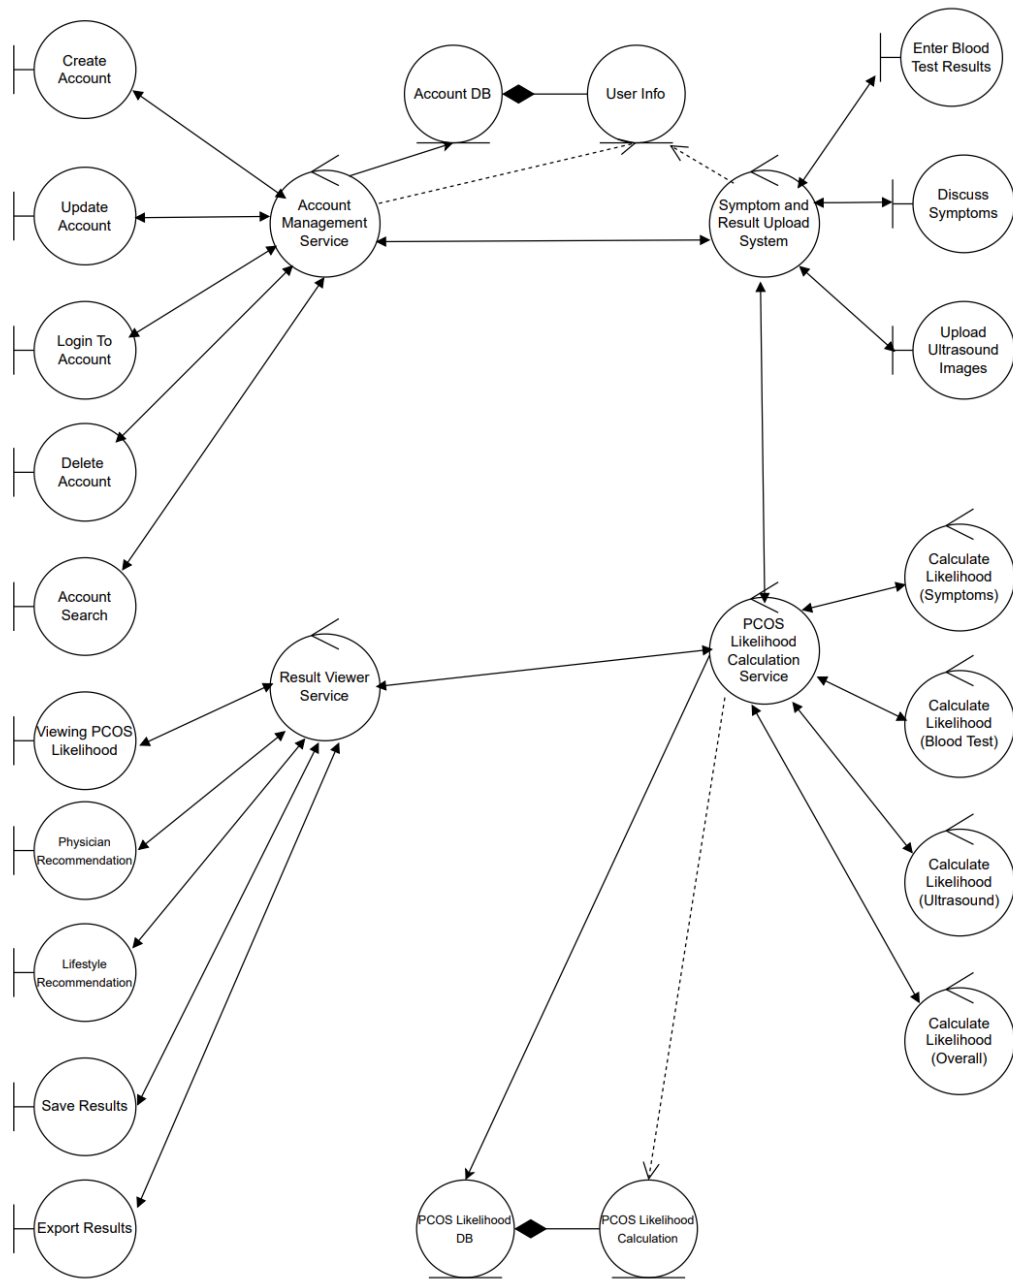 Create
Account
Account DB
User Info
Enter Blood
Test Results
Update
Account
Account
Management
Service
Symptom and
Result Upload
System
Discuss
Symptoms
Login To
Account
Upload
Ultrasound
Images
Delete
Account
Account
Search
Calculate
Likelihood
(Symptoms)
Result Viewer
Service
PCOS
Likelihood
Calculation
Service
Viewing PCOS
Likelihood
Calculate
Likelihood
(Blood Test)
Physician
Recommendation
Calculate
Likelihood
(Ultrasound)
Lifestyle
Recommendation
Calculate
Likelihood
(Overall)
Save Results
Export Results
PCOS Likelihood
DB
PCOS Likelihood
Calculation